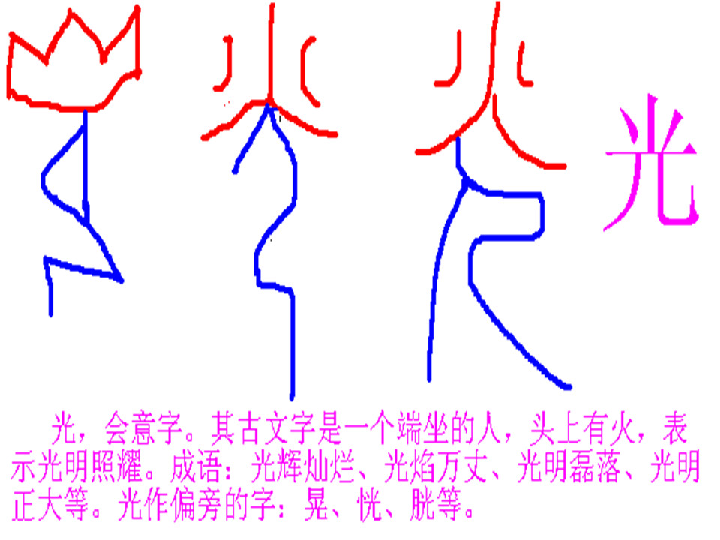 光
光，会意字。其古文字是一个端坐的人，头上有火，表
示光明照耀。成语：光辉灿烂、光焰万丈、光明磊落、光明
正大等。光作偏旁的字：晃、恍、胱等。